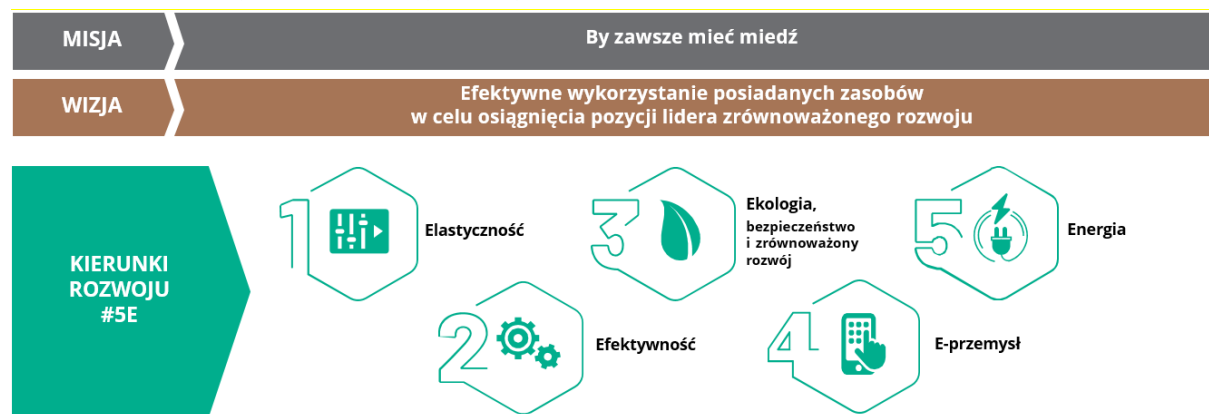 MISJA
By zawsze mieć miedź
WIZJA
Efektywne wykorzystanie posiadanych zasobów
w celu osiągnięcia pozycji lidera zrównoważonego rozwoju
KIERUNKI
ROZWOJU
#5E
1
Elastyczność
2
Efektywność
3
Ekologia,
bezpieczeństwo
i zrównoważony
rozwój
4
E-przemysł
5
Energia